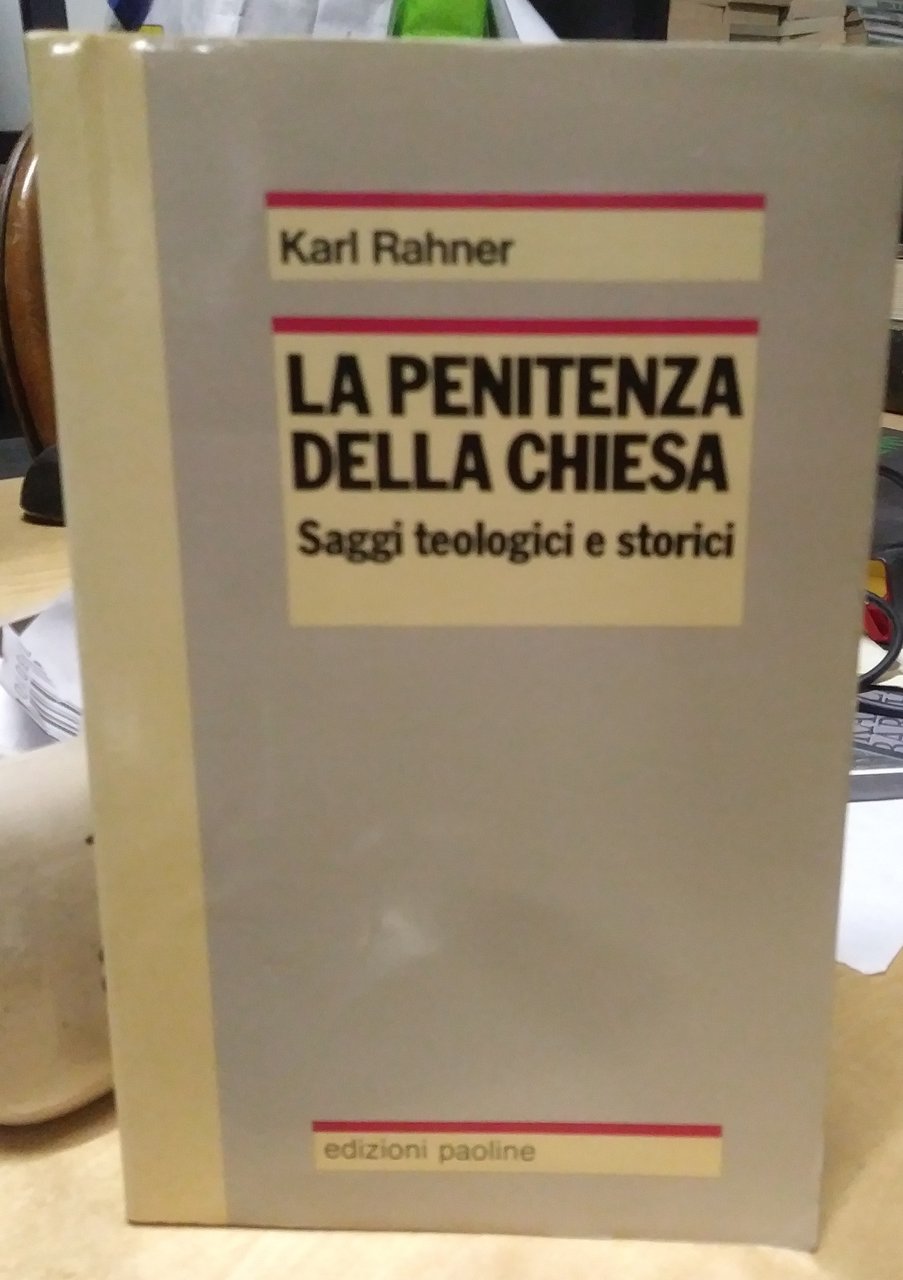 Karl Rahner
LA PENITENZA
DELLA CHIESA
Saggi teologici e storici
edizioni paoline